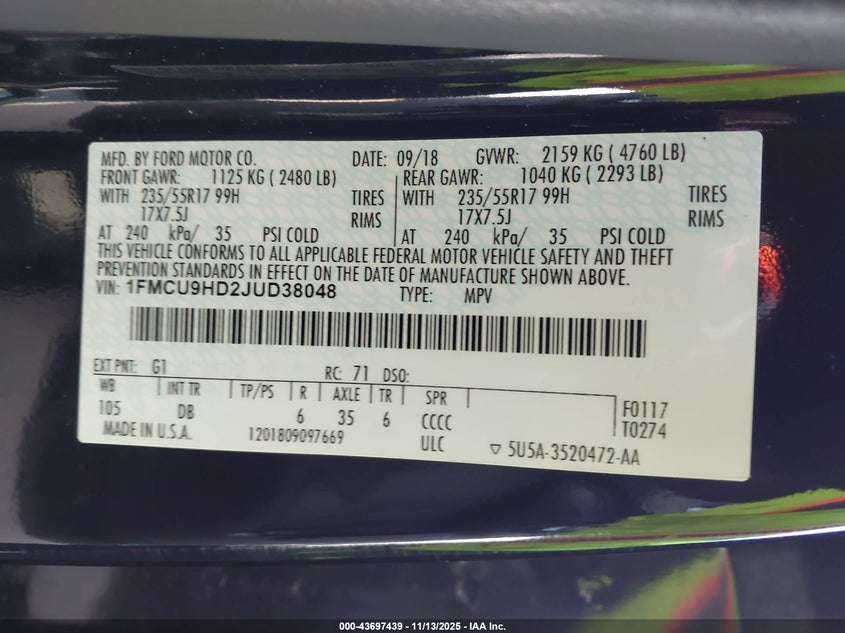 MFD. BY FORD MOTOR CO. DATE: 09/18 GVWR: 2159 KG ( 4760 LB)
FRONT GAWR: 1125 KG ( 2480 LB) REAR GAWR: 1040 KG ( 2293 LB)
WITH 235/55R17 99H TIRES WITH 235/55R17 99H TIRES
17X7.5J RIMS 17X7.5J RIMS
AT 240 kPa/ 35 PSI COLD AT 240 kPa/ 35 PSI COLD
THIS VEHICLE CONFORMS TO ALL APPLICABLE FEDERAL MOTOR VEHICLE SAFETY AND THEFT
PREVENTION STANDARDS IN EFFECT ON THE DATE OF MANUFACTURE SHOWN ABOVE.
VIN: 1FMCU9HD2JUD38048 TYPE: MPV
EXT PNT: G1 RC: 71 DSO:
WB INT TR TP/PS R AXLE TR SPR
105 DB 6 35 6 CCCC F0117
T0274
MADE IN U.S.A. 1201809097669 ULC 5U5A-3520472-AA
000-43697439 - 11/13/2025 - IAA Inc.